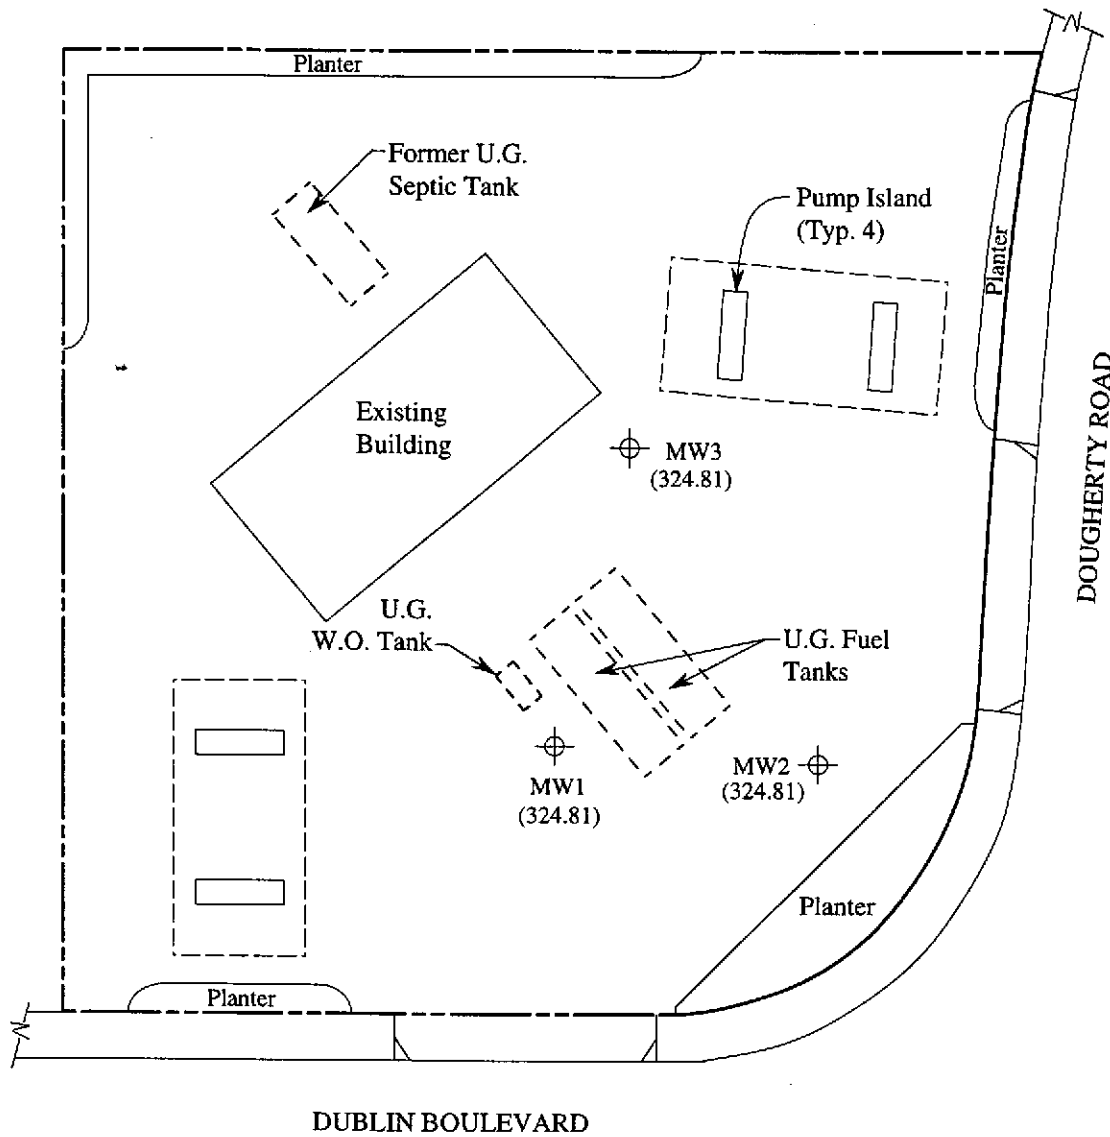 Planter
Former U.G.
Septic Tank
Pump Island
(Typ. 4)
Planter
Existing
Building
MW3
(324.81)
DOUGHERTY ROAD
U.G.
W.O. Tank
U.G. Fuel
Tanks
MW1
(324.81)
MW2
(324.81)
Planter
Planter
DUBLIN BOULEVARD